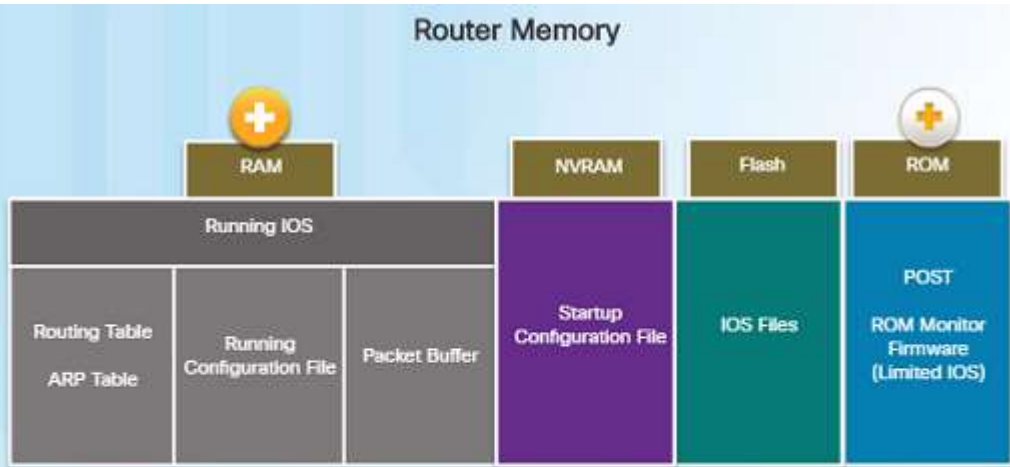 Router Memory
RAM
NVRAM
Flash
ROM
Running IOS
Routing Table
ARP Table
Running
Configuration File
Packet Buffer
Startup
Configuration File
IOS Files
POST
ROM Monitor
Firmware
(Limited IOS)